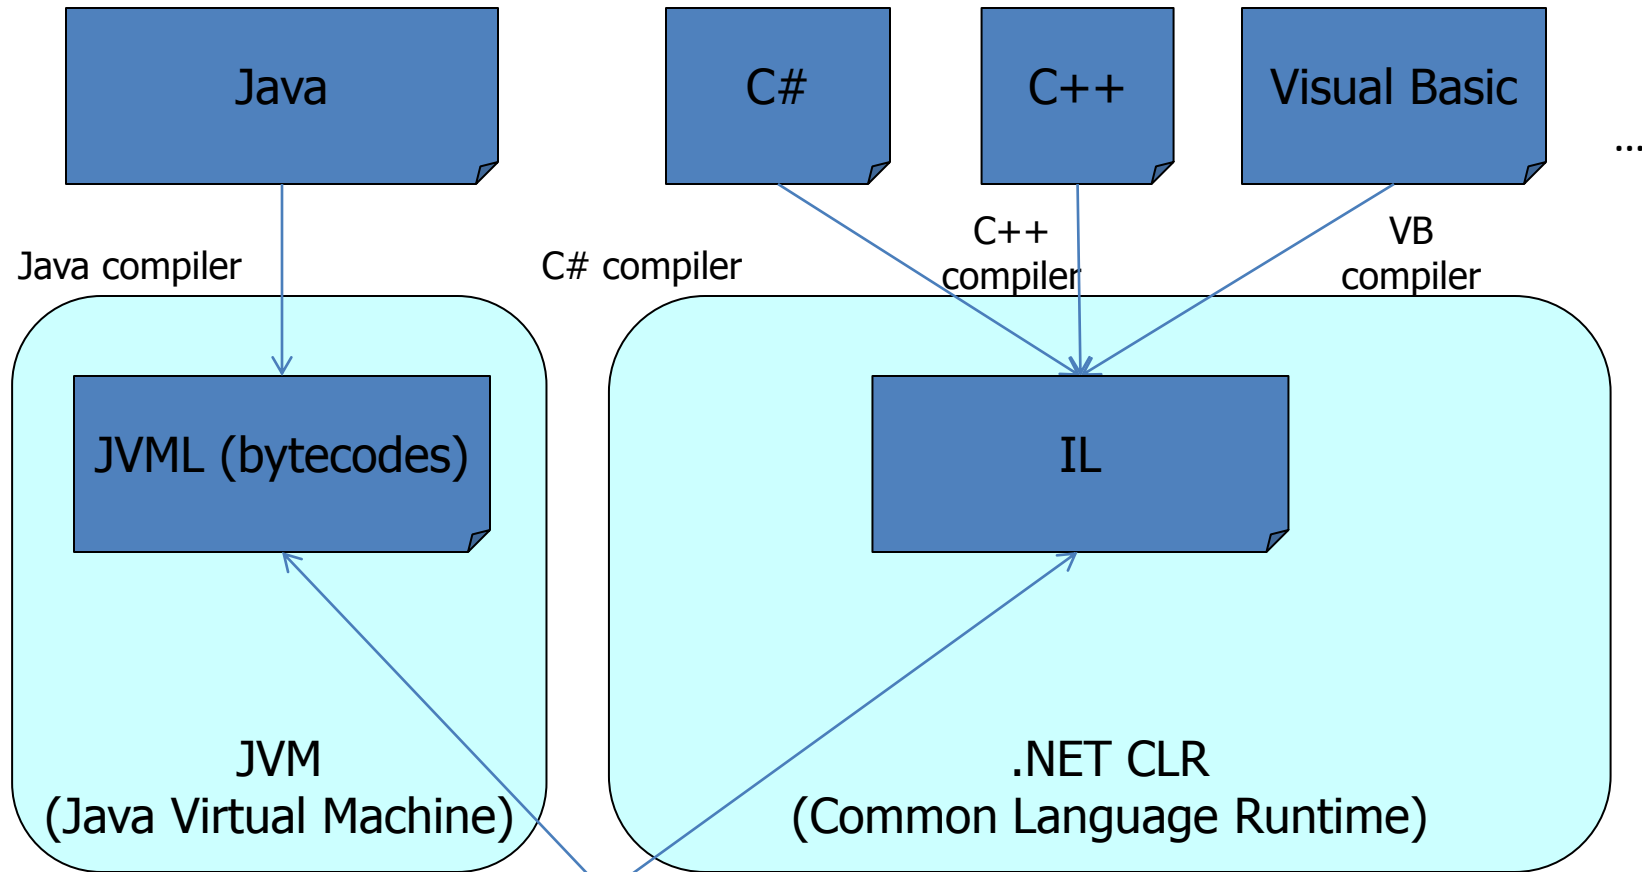 Java
C#
C++
Visual Basic
...
Java compiler
C# compiler
C++
compiler
VB
compiler
JVML (bytecodes)
IL
JVM
(Java Virtual Machine)
.NET CLR
(Common Language Runtime)